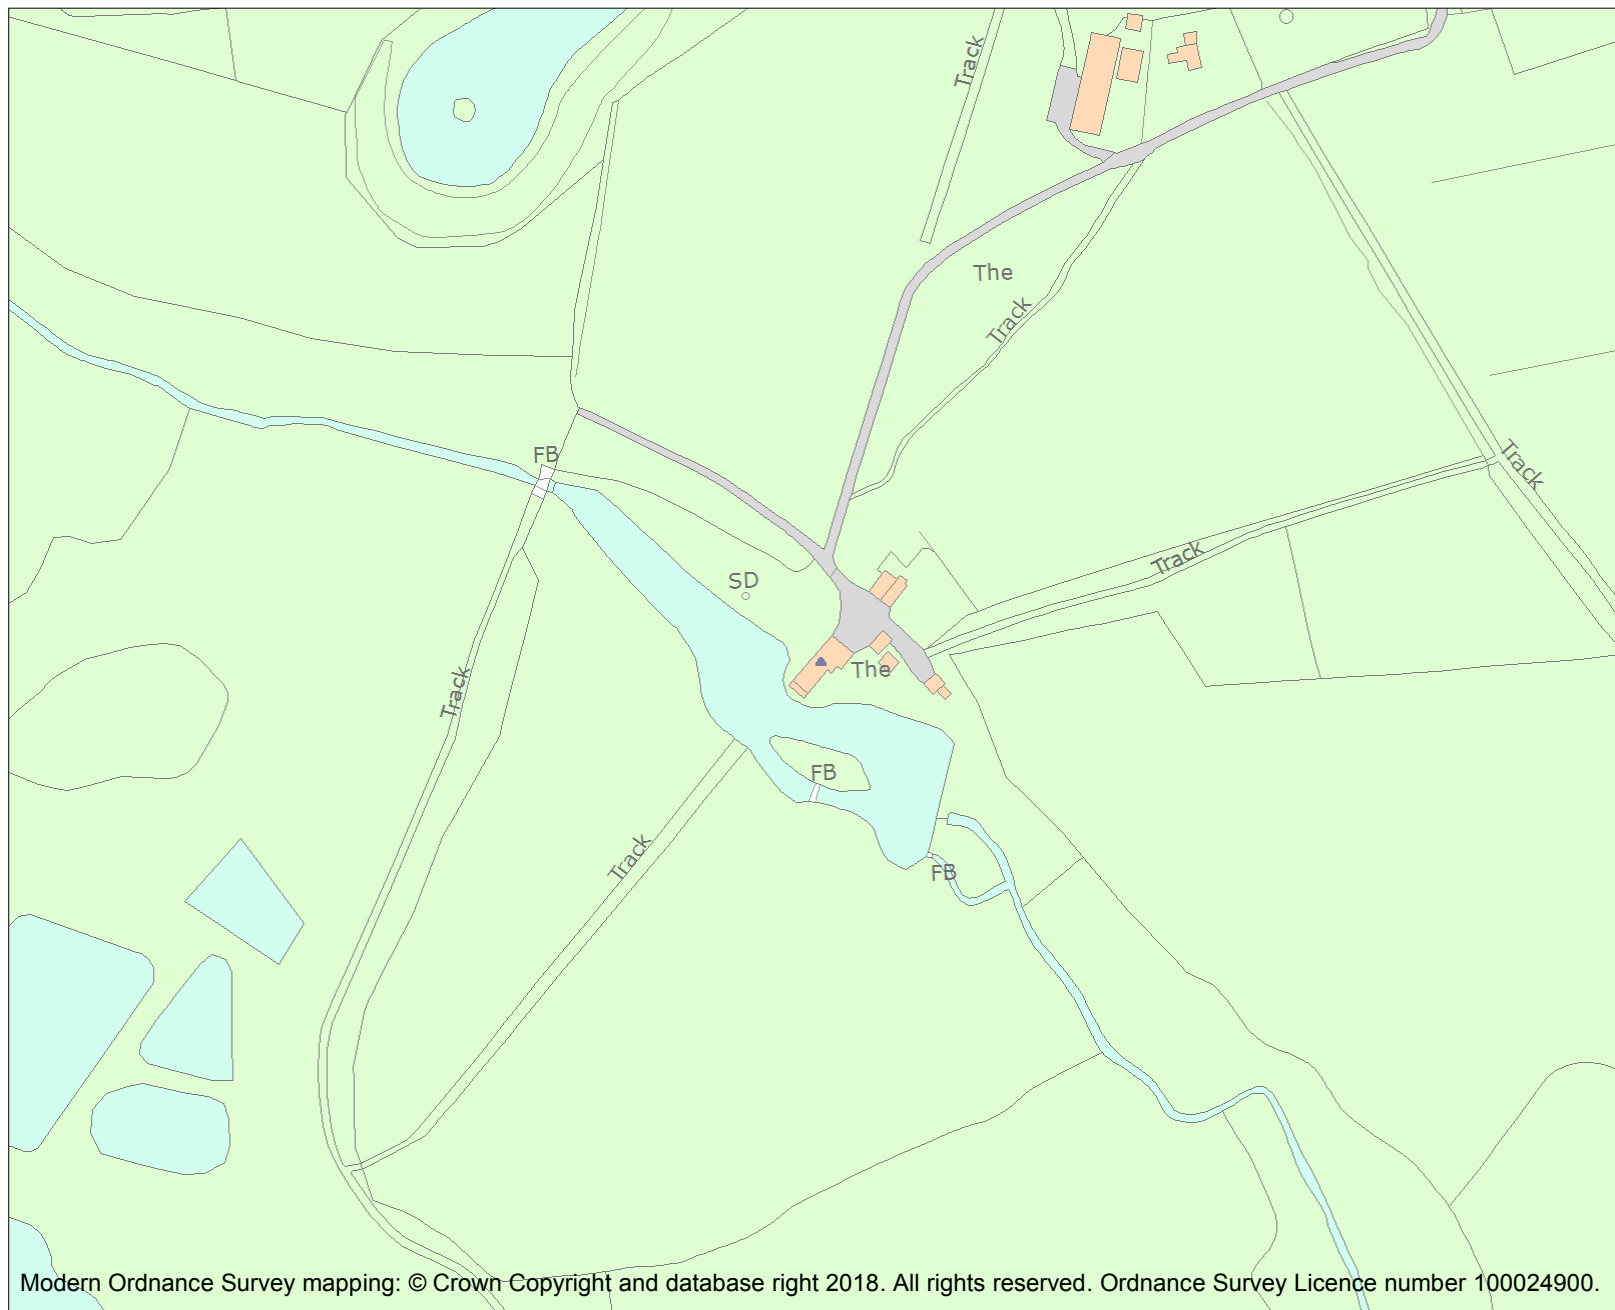 Track
The
Track
FB
Track
SD
Track
The
Track
FB
Track
FB
Modern Ordnance Survey mapping: © Crown Copyright and database right 2018. All rights reserved. Ordnance Survey Licence number 100024900.